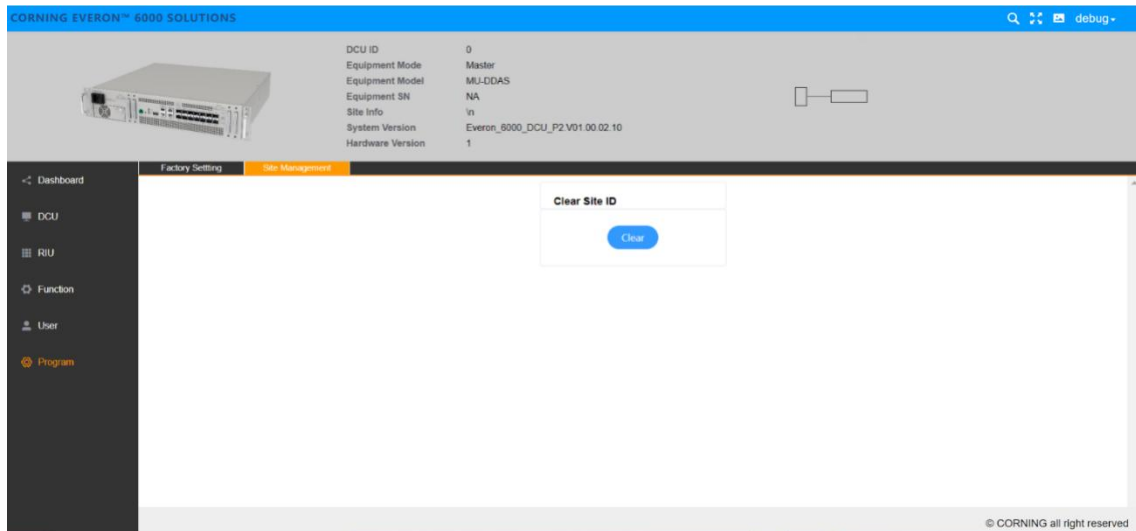 CORNING EVERON™ 6000 SOLUTIONS
debug
DCU ID 0
Equipment Mode Master
Equipment Model MU-DDAS
Equipment SN NA
Site Info \n
System Version Everon_6000_DCU_P2.V01.00.02.10
Hardware Version 1
Factory Settting Site Management
Dashboard
DCU
RIU
Function
User
Program
Clear Site ID
Clear
© CORNING all right reserved